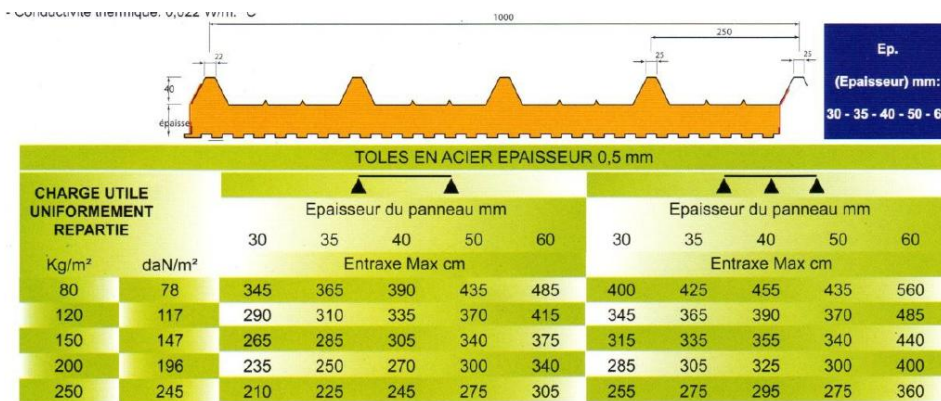 - Conductivité thermique: 0,022 W/m. °C
1000
250
22
25
25
40
épaisse
Ep.
(Epaisseur) mm:
30 - 35 - 40 - 50 - 6
TOLES EN ACIER EPAISSEUR 0,5 mm
CHARGE UTILE
UNIFORMEMENT
REPARTIE
Epaisseur du panneau mm Epaisseur du panneau mm
30 35 40 50 60 30 35 40 50 60
Kg/m² daN/m² Entraxe Max cm Entraxe Max cm
80 78 345 365 390 435 485 400 425 455 435 560
120 117 290 310 335 370 415 345 365 390 370 485
150 147 265 285 305 340 375 315 335 355 340 440
200 196 235 250 270 300 340 285 305 325 300 400
250 245 210 225 245 275 305 255 275 295 275 360